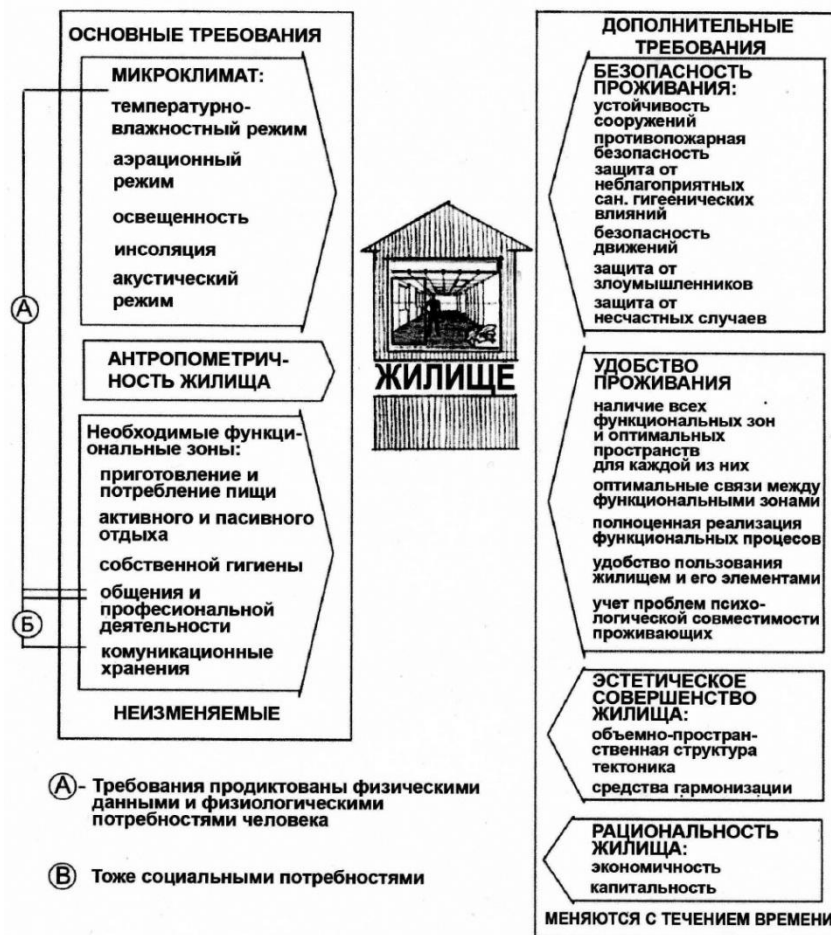 ОСНОВНЫЕ ТРЕБОВАНИЯ
МИКРОКЛИМАТ:
температурно-
влажностный режим
аэрационный
режим
освещенность
инсоляция
акустический
режим
А
АНТРОПОМЕТРИЧ-
НОСТЬ ЖИЛИЩА
Необходимые функци-
ональные зоны:
приготовление и
потребление пищи
активного и пасивного
отдыха
собственной гигиены
общения и
професиональной
деятельности
Б
комуникационные
хранения
НЕИЗМЕНЯЕМЫЕ
ЖИЛИЩЕ
ДОПОЛНИТЕЛЬНЫЕ
ТРЕБОВАНИЯ
БЕЗОПАСНОСТЬ
ПРОЖИВАНИЯ:
устойчивость
сооружений
противопожарная
безопасность
защита от
неблагоприятных
сан. гигеенических
влияний
безопасность
движений
защита от
злоумышленников
защита от
несчастных случаев
УДОБСТВО
ПРОЖИВАНИЯ
наличие всех
функциональных зон
и оптимальных
пространств
для каждой из них
оптимальные связи между
функциональными зонами
полноценная реализация
функциональных процесов
удобство пользования
жилищем и его элементами
учет проблем психо-
логической совместимости
проживающих
ЭСТЕТИЧЕСКОЕ
СОВЕРШЕНСТВО
ЖИЛИЩА:
объемно-простран-
ственная структура
тектоника
средства гармонизации
РАЦИОНАЛЬНОСТЬ
ЖИЛИЩА:
экономичность
капитальность
МЕНЯЮТСЯ С ТЕЧЕНИЕМ ВРЕМЕНИ
А - Требования продиктованы физическими
данными и физиологическими
потребностями человека
В Тоже социальными потребностями